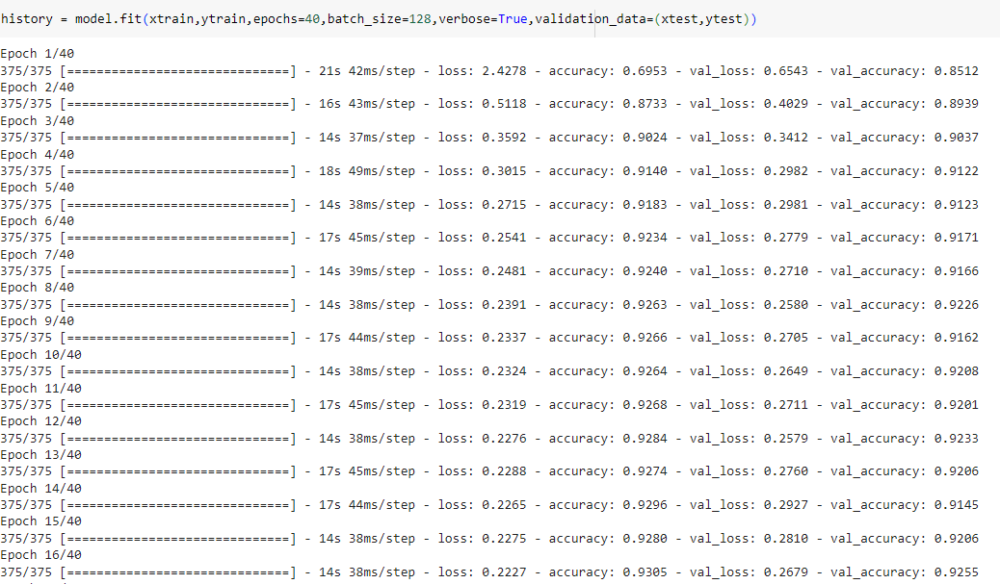 history = model.fit(xtrain,ytrain,epochs=40,batch_size=128,verbose=True,validation_data=(xtest,ytest))
Epoch 1/40
375/375 [==============================] - 21s 42ms/step - loss: 2.4278 - accuracy: 0.6953 - val_loss: 0.6543 - val_accuracy: 0.8512
Epoch 2/40
375/375 [==============================] - 16s 43ms/step - loss: 0.5118 - accuracy: 0.8733 - val_loss: 0.4029 - val_accuracy: 0.8939
Epoch 3/40
375/375 [==============================] - 14s 37ms/step - loss: 0.3592 - accuracy: 0.9024 - val_loss: 0.3412 - val_accuracy: 0.9037
Epoch 4/40
375/375 [==============================] - 18s 49ms/step - loss: 0.3015 - accuracy: 0.9140 - val_loss: 0.2982 - val_accuracy: 0.9122
Epoch 5/40
375/375 [==============================] - 14s 38ms/step - loss: 0.2715 - accuracy: 0.9183 - val_loss: 0.2981 - val_accuracy: 0.9123
Epoch 6/40
375/375 [==============================] - 17s 45ms/step - loss: 0.2541 - accuracy: 0.9234 - val_loss: 0.2779 - val_accuracy: 0.9171
Epoch 7/40
375/375 [==============================] - 14s 39ms/step - loss: 0.2481 - accuracy: 0.9240 - val_loss: 0.2710 - val_accuracy: 0.9166
Epoch 8/40
375/375 [==============================] - 14s 38ms/step - loss: 0.2391 - accuracy: 0.9263 - val_loss: 0.2580 - val_accuracy: 0.9226
Epoch 9/40
375/375 [==============================] - 17s 44ms/step - loss: 0.2337 - accuracy: 0.9266 - val_loss: 0.2705 - val_accuracy: 0.9162
Epoch 10/40
375/375 [==============================] - 14s 38ms/step - loss: 0.2324 - accuracy: 0.9264 - val_loss: 0.2649 - val_accuracy: 0.9208
Epoch 11/40
375/375 [==============================] - 17s 45ms/step - loss: 0.2319 - accuracy: 0.9268 - val_loss: 0.2711 - val_accuracy: 0.9201
Epoch 12/40
375/375 [==============================] - 14s 38ms/step - loss: 0.2276 - accuracy: 0.9284 - val_loss: 0.2579 - val_accuracy: 0.9233
Epoch 13/40
375/375 [==============================] - 17s 45ms/step - loss: 0.2288 - accuracy: 0.9274 - val_loss: 0.2760 - val_accuracy: 0.9206
Epoch 14/40
375/375 [==============================] - 17s 44ms/step - loss: 0.2265 - accuracy: 0.9296 - val_loss: 0.2927 - val_accuracy: 0.9145
Epoch 15/40
375/375 [==============================] - 14s 38ms/step - loss: 0.2275 - accuracy: 0.9280 - val_loss: 0.2810 - val_accuracy: 0.9206
Epoch 16/40
375/375 [==============================] - 14s 38ms/step - loss: 0.2227 - accuracy: 0.9305 - val_loss: 0.2679 - val_accuracy: 0.9255